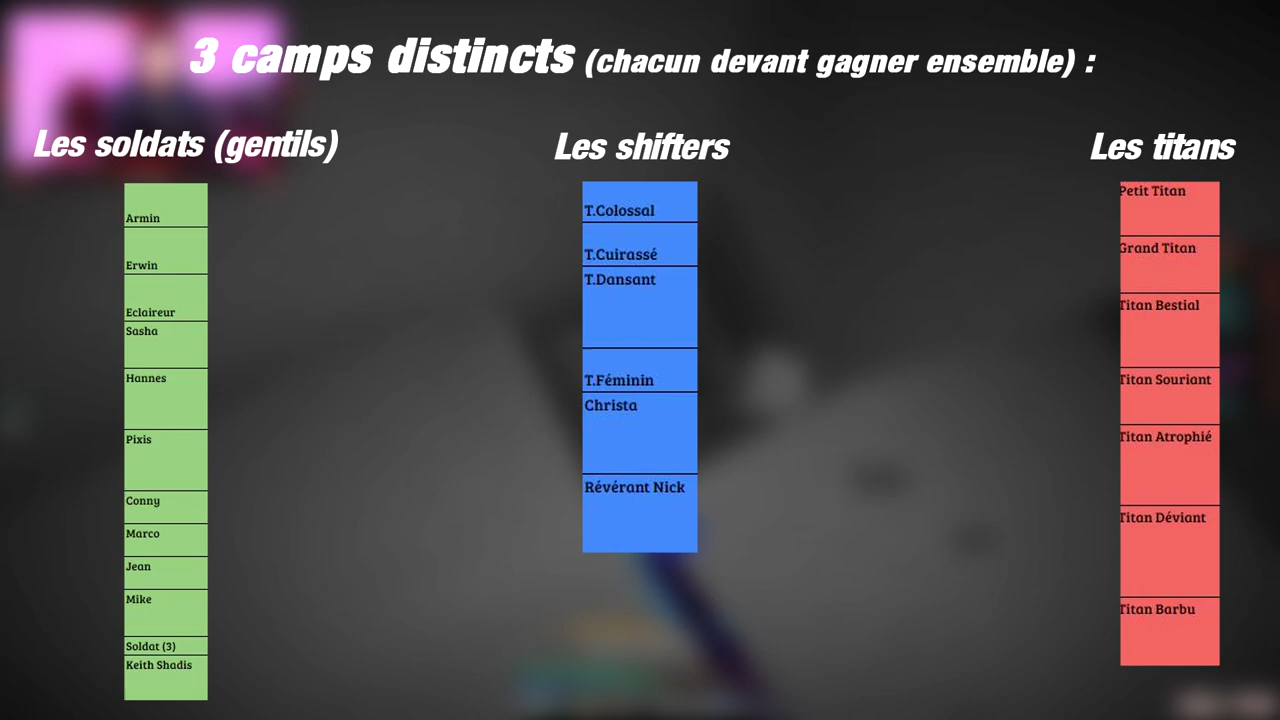 3 camps distincts (chacun devant gagner ensemble) :
Les soldats (gentils)
Armin
Erwin
Eclaireur
Sasha
Hannes
Pixis
Conny
Marco
Jean
Mike
Soldat (3)
Keith Shadis
Les shifters
T.Colossal
T.Cuirassé
T.Dansant
T.Féminin
Christa
Révérant Nick
Les titans
Petit Titan
Grand Titan
Titan Bestial
Titan Souriant
Titan Atrophié
Titan Déviant
Titan Barbu